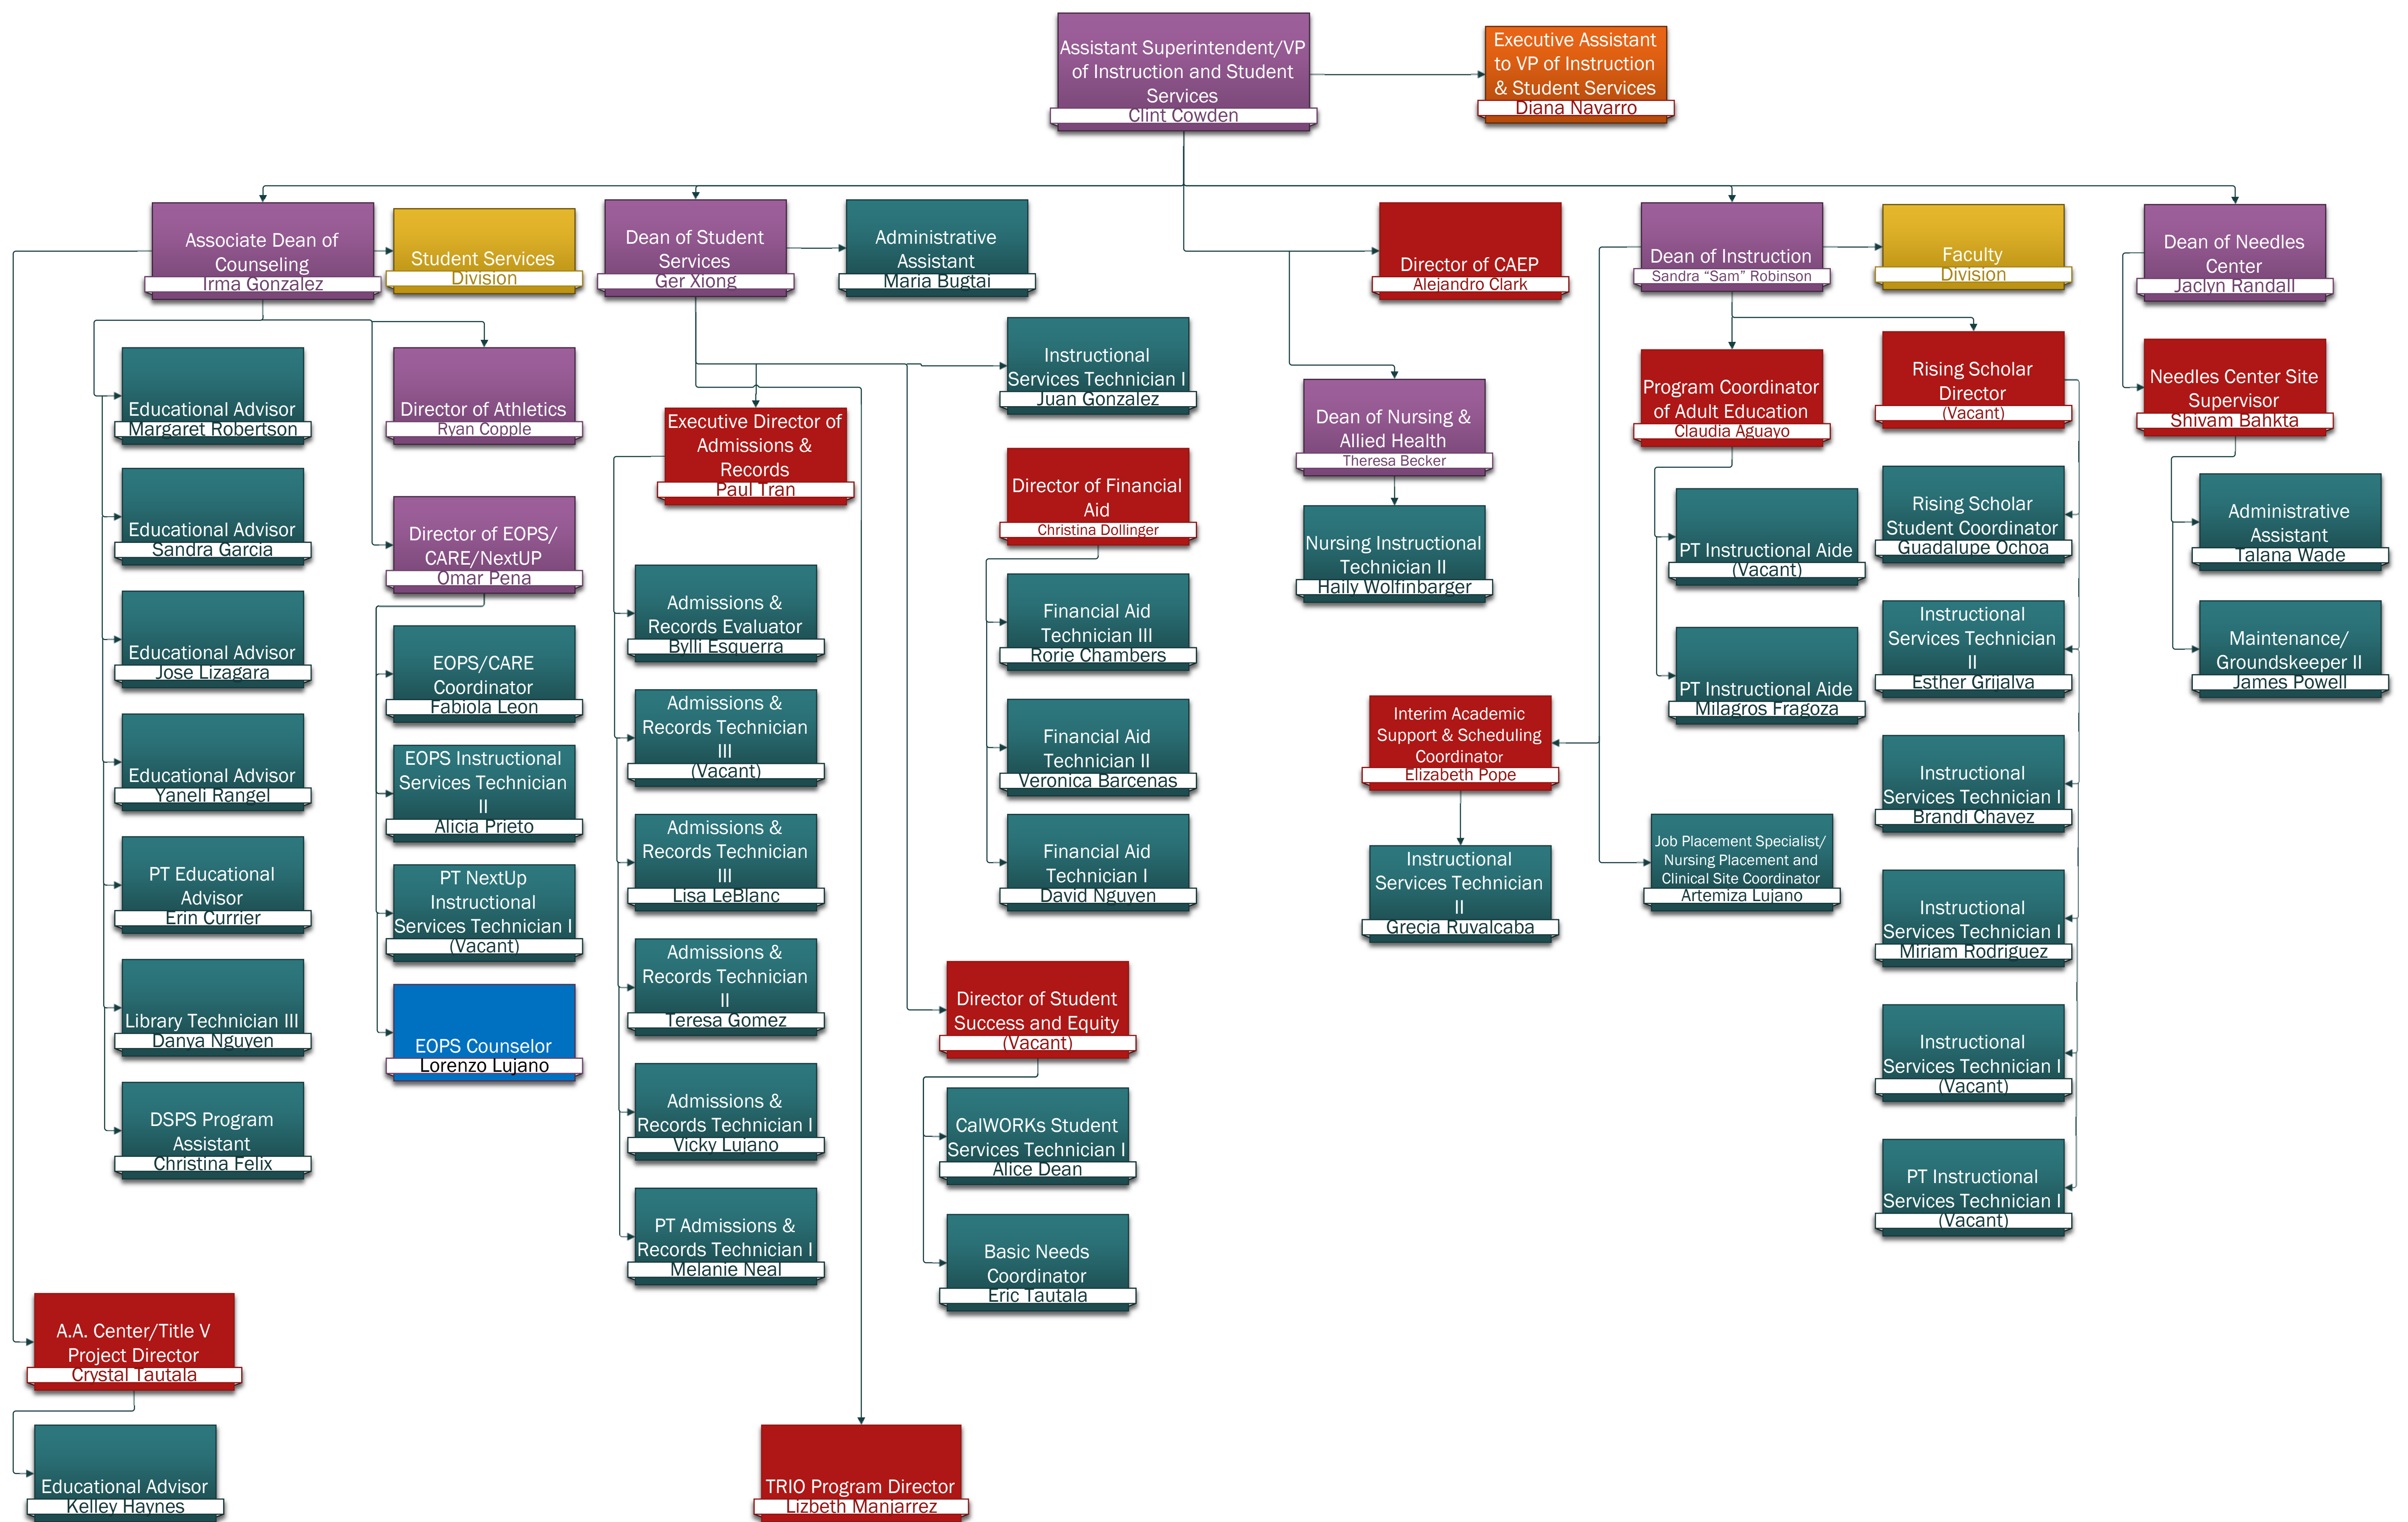 Assistant Superintendent/VP
of Instruction and Student
Services
Clint Cowden
Executive Assistant
to VP of Instruction
& Student Services
Diana Navarro
Associate Dean of
Counseling
Irma Gonzalez
Student Services
Division
Dean of Student
Services
Ger Xiong
Administrative
Assistant
Maria Bugtai
Director of CAEP
Alejandro Clark
Dean of Instruction
Sandra “Sam” Robinson
Faculty
Division
Dean of Needles
Center
Jaclyn Randall
Educational Advisor
Margaret Robertson
Educational Advisor
Sandra Garcia
Educational Advisor
Jose Lizagara
Educational Advisor
Yaneli Rangel
PT Educational
Advisor
Erin Currier
Library Technician III
Danya Nguyen
DSPS Program
Assistant
Christina Felix
Director of Athletics
Ryan Copple
Director of EOPS/
CARE/NextUP
Omar Pena
EOPS/CARE
Coordinator
Fabiola Leon
EOPS Instructional
Services Technician
II
Alicia Prieto
PT NextUp
Instructional
Services Technician I
(Vacant)
EOPS Counselor
Lorenzo Lujano
A.A. Center/Title V
Project Director
Crystal Tautala
Educational Advisor
Kelley Haynes
Executive Director of
Admissions &
Records
Paul Tran
Admissions &
Records Evaluator
Bylli Esquerra
Admissions &
Records Technician
III
(Vacant)
Admissions &
Records Technician
III
Lisa LeBlanc
Admissions &
Records Technician
II
Teresa Gomez
Admissions &
Records Technician I
Vicky Lujano
PT Admissions &
Records Technician I
Melanie Neal
Instructional
Services Technician I
Juan Gonzalez
Director of Financial
Aid
Christina Dollinger
Financial Aid
Technician III
Rorie Chambers
Financial Aid
Technician II
Veronica Barcenas
Financial Aid
Technician I
David Nguyen
Director of Student
Success and Equity
(Vacant)
CalWORKs Student
Services Technician I
Alice Dean
Basic Needs
Coordinator
Eric Tautala
TRIO Program Director
Lizbeth Manjarrez
Dean of Nursing &
Allied Health
Theresa Becker
Nursing Instructional
Technician II
Haily Wolfinbarger
Interim Academic
Support & Scheduling
Coordinator
Elizabeth Pope
Instructional
Services Technician
II
Grecia Ruvalcaba
Program Coordinator
of Adult Education
Claudia Aguayo
PT Instructional Aide
(Vacant)
PT Instructional Aide
Milagros Fragoza
Job Placement Specialist/
Nursing Placement and
Clinical Site Coordinator
Artemiza Lujano
Rising Scholar
Director
(Vacant)
Rising Scholar
Student Coordinator
Guadalupe Ochoa
Instructional
Services Technician
II
Esther Grijalva
Instructional
Services Technician I
Brandi Chavez
Instructional
Services Technician I
Miriam Rodriguez
Instructional
Services Technician I
(Vacant)
PT Instructional
Services Technician I
(Vacant)
Needles Center Site
Supervisor
Shivam Bahkta
Administrative
Assistant
Talana Wade
Maintenance/
Groundskeeper II
James Powell